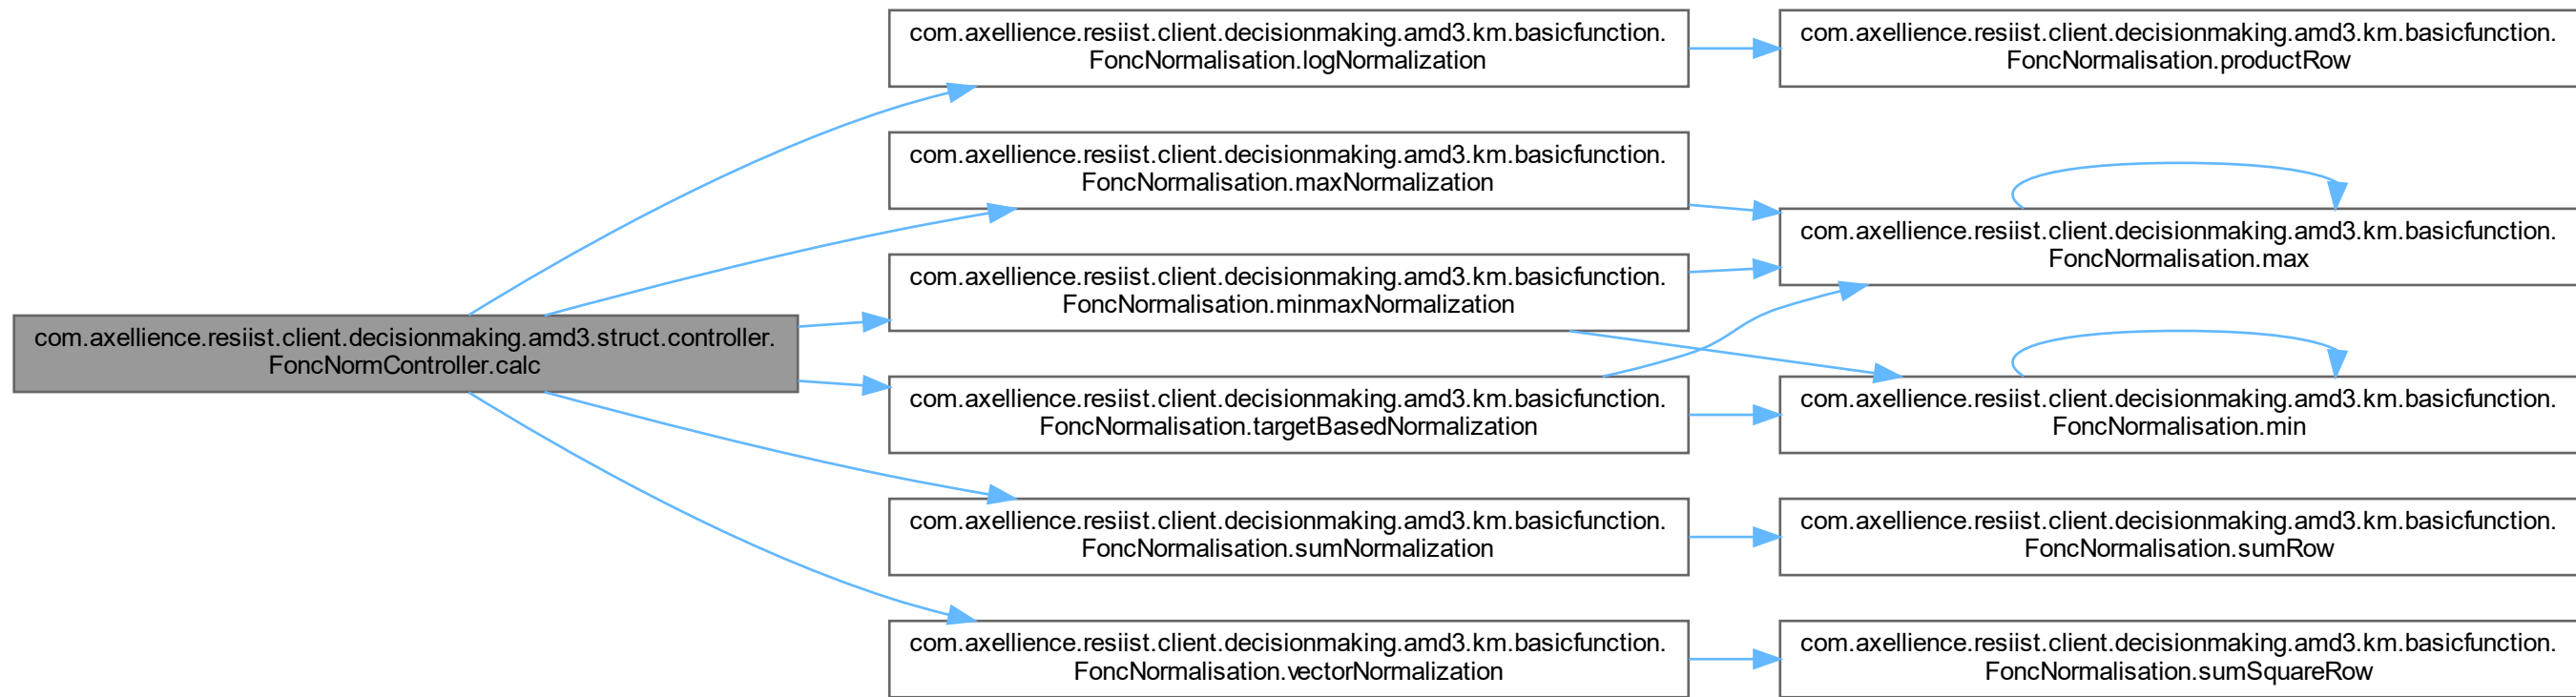 com.axellience.resiist.client.decisionmaking.amd3.struct.controller.
FoncNormController.calc
com.axellience.resiist.client.decisionmaking.amd3.km.basicfunction.
FoncNormalisation.logNormalization
com.axellience.resiist.client.decisionmaking.amd3.km.basicfunction.
FoncNormalisation.productRow
com.axellience.resiist.client.decisionmaking.amd3.km.basicfunction.
FoncNormalisation.maxNormalization
com.axellience.resiist.client.decisionmaking.amd3.km.basicfunction.
FoncNormalisation.max
com.axellience.resiist.client.decisionmaking.amd3.km.basicfunction.
FoncNormalisation.minmaxNormalization
com.axellience.resiist.client.decisionmaking.amd3.km.basicfunction.
FoncNormalisation.min
com.axellience.resiist.client.decisionmaking.amd3.km.basicfunction.
FoncNormalisation.targetBasedNormalization
com.axellience.resiist.client.decisionmaking.amd3.km.basicfunction.
FoncNormalisation.sumNormalization
com.axellience.resiist.client.decisionmaking.amd3.km.basicfunction.
FoncNormalisation.sumRow
com.axellience.resiist.client.decisionmaking.amd3.km.basicfunction.
FoncNormalisation.vectorNormalization
com.axellience.resiist.client.decisionmaking.amd3.km.basicfunction.
FoncNormalisation.sumSquareRow